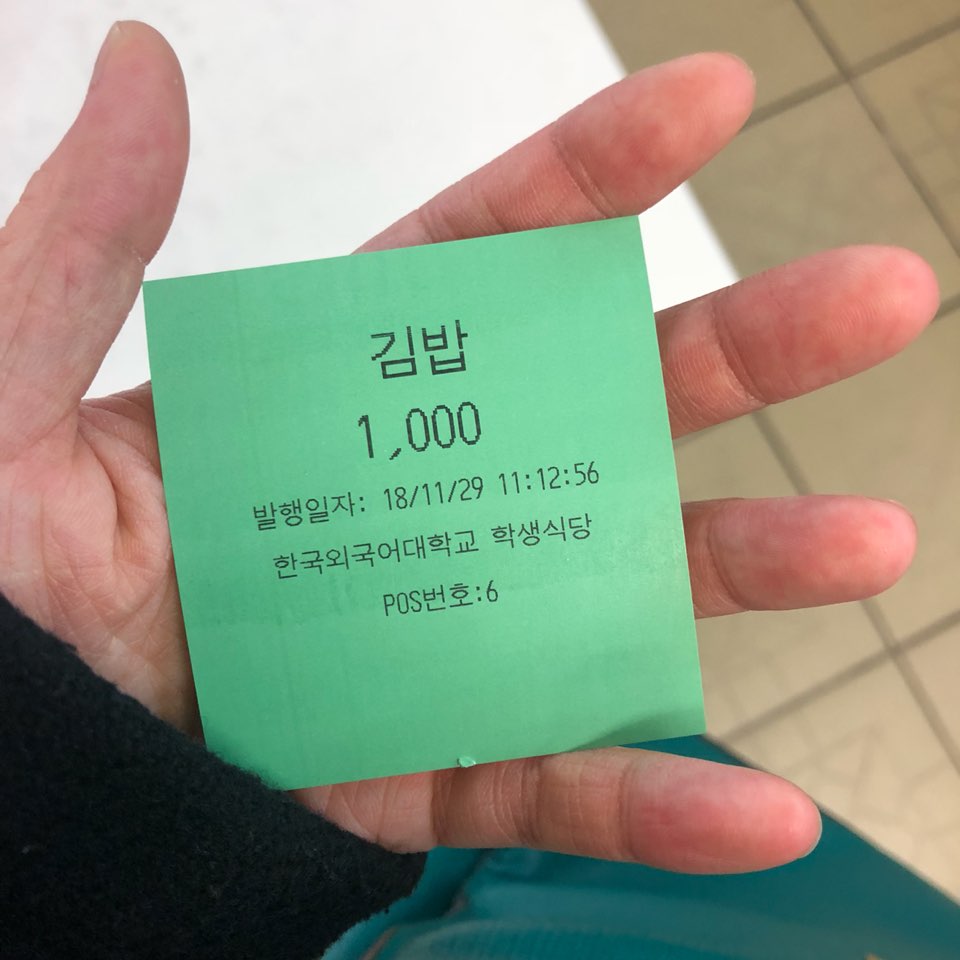 김밥
1,000
발행일자: 18/11/29 11:12:56
한국외국어대학교 학생식당
POS번호:6